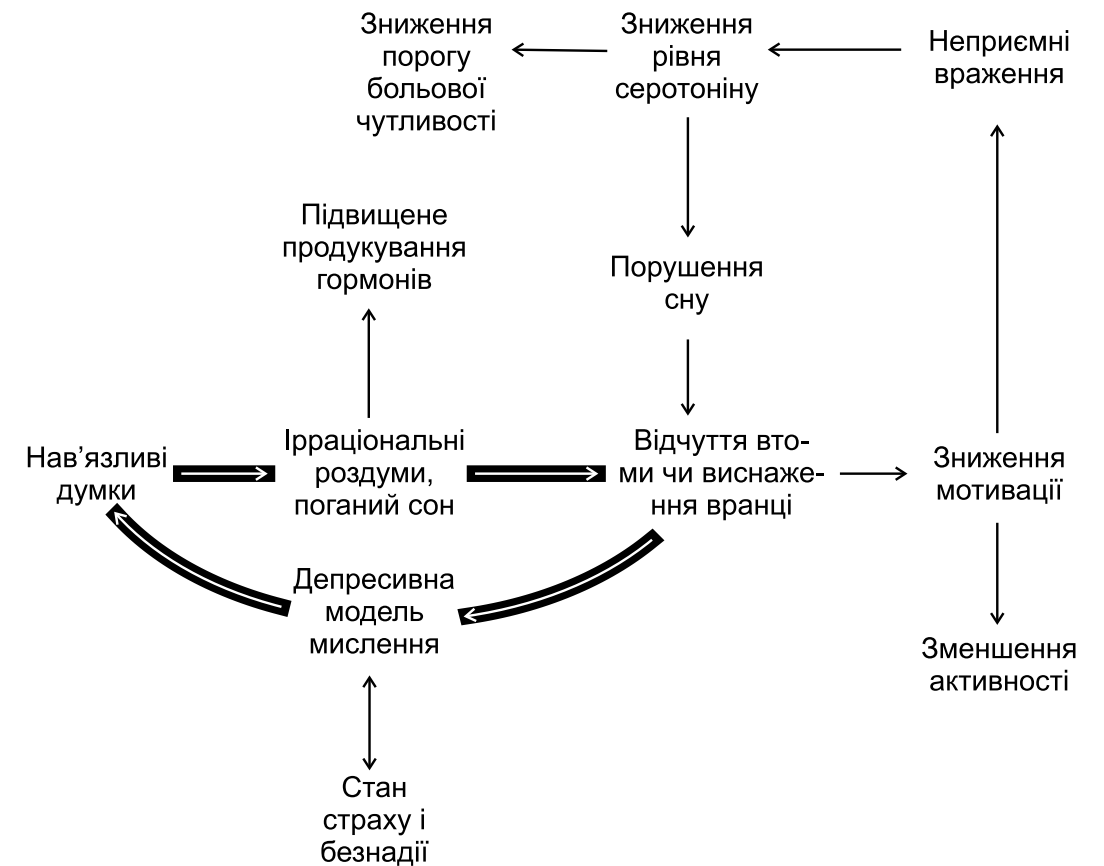 Зниження
порогу
больової
чутливості
Зниження
рівня
серотоніну
Неприємні
враження
Підвищене
продукування
гормонів
Порушення
сну
Нав’язливі
думки
Ірраціональні
роздуми,
поганий сон
Відчуття вто-
ми чи виснаже-
ння вранці
Зниження
мотивації
Депресивна
модель
мислення
Зменшення
активності
Стан
страху і
безнадії